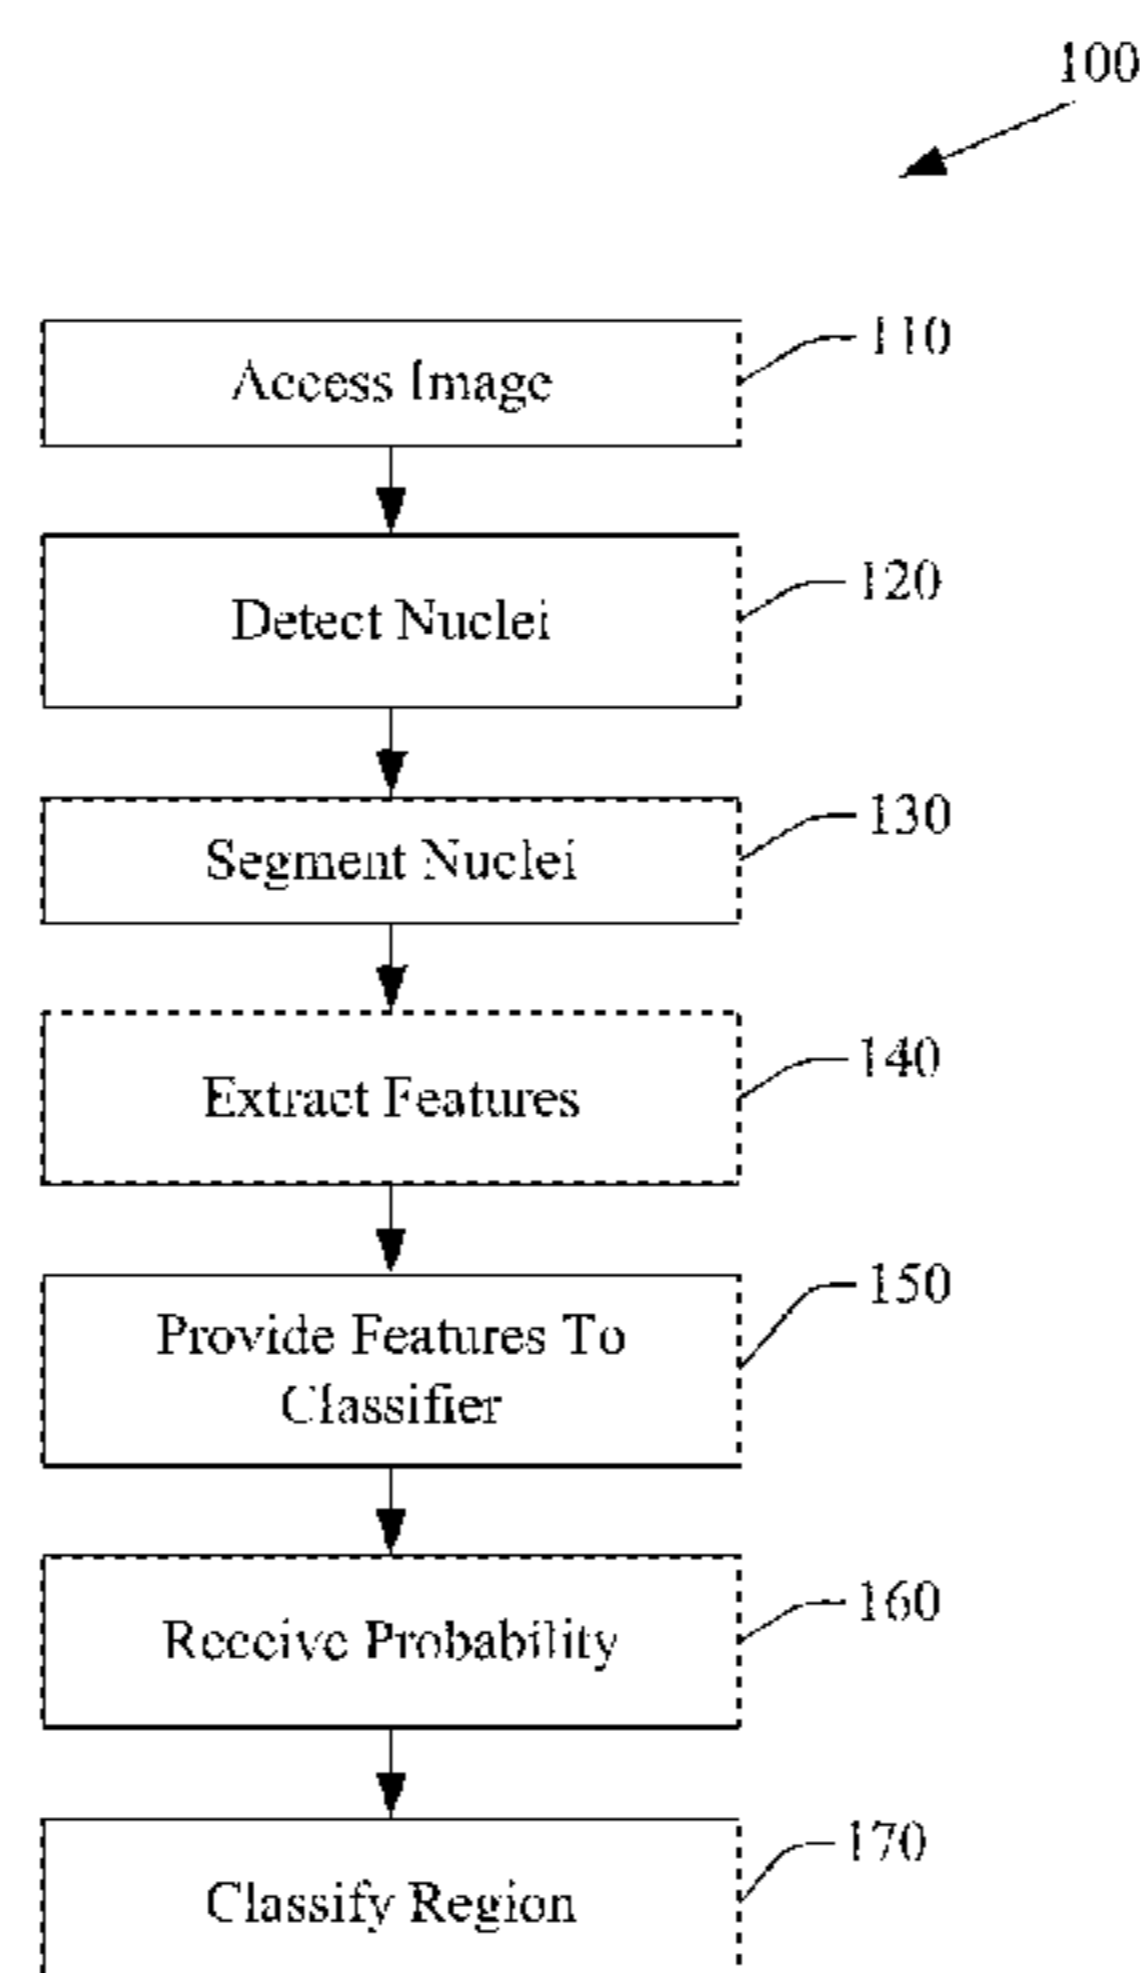 100
Access Image
110
Detect Nuclei
120
Segment Nuclei
130
Extract Features
140
Provide Features To
Classifier
150
Receive Probability
160
Classify Region
170